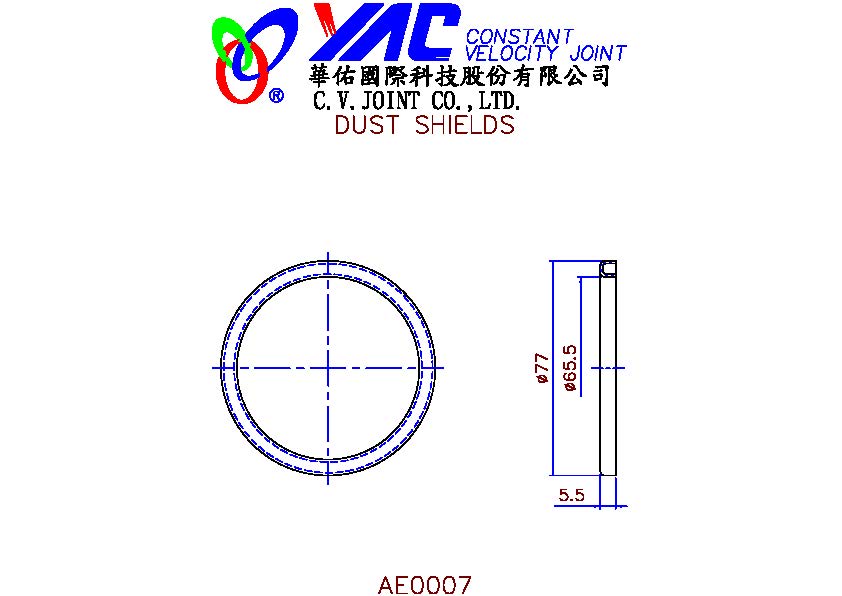 YAC CONSTANT
VELOCITY JOINT
華佑國際科技股份有限公司
®
C.V.JOINT CO.,LTD.
DUST SHIELDS
ø77
ø65.5
5.5
AE0007